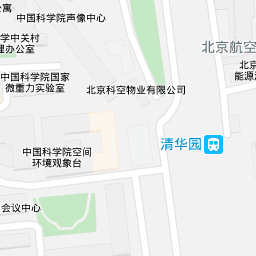 寓
中国科学院声像中心
学中关村
理办公室
北京航空
中国科学院国家
微重力实验室
北
能源
北京科空物业有限公司
清华园
中国科学院空间
环境观象台
会议中心